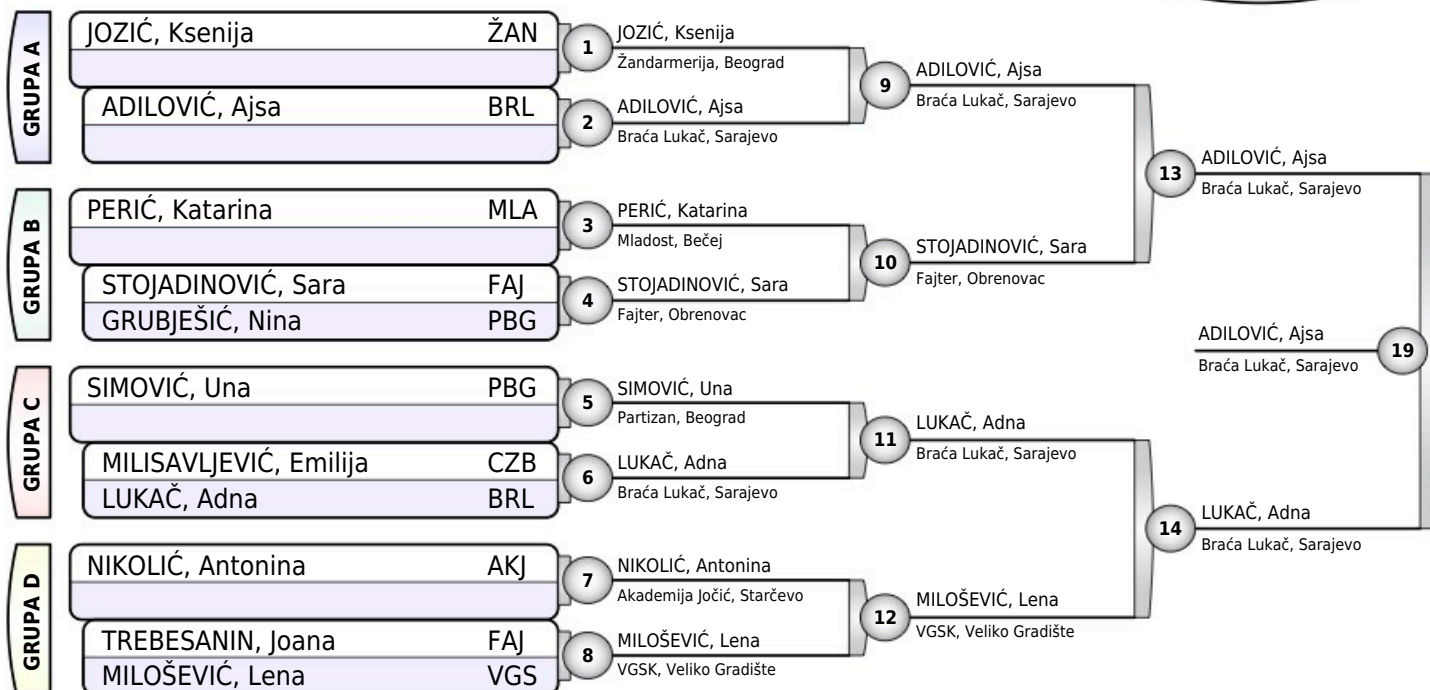 GRUPA A
JOZIĆ, Ksenija ŽAN
ADILOVIĆ, Ajsa BRL
GRUPA B
PERIĆ, Katarina MLA
STOJADINOVIĆ, Sara FAJ
GRUBJEŠIĆ, Nina PBG
GRUPA C
SIMOVIĆ, Una PBG
MILISAVLJEVIĆ, Emilija CZB
LUKAČ, Adna BRL
GRUPA D
NIKOLIĆ, Antonina AKJ
TREBESANIN, Joana FAJ
MILOŠEVIĆ, Lena VGS
1
JOZIĆ, Ksenija
Žandarmerija, Beograd
2
ADILOVIĆ, Ajsa
Braća Lukač, Sarajevo
3
PERIĆ, Katarina
Mladost, Bečej
4
STOJADINOVIĆ, Sara
Fajter, Obrenovac
5
SIMOVIĆ, Una
Partizan, Beograd
6
LUKAČ, Adna
Braća Lukač, Sarajevo
7
NIKOLIĆ, Antonina
Akademija Jočić, Starčevo
8
MILOŠEVIĆ, Lena
VGSK, Veliko Gradište
9
ADILOVIĆ, Ajsa
Braća Lukač, Sarajevo
10
STOJADINOVIĆ, Sara
Fajter, Obrenovac
11
LUKAČ, Adna
Braća Lukač, Sarajevo
12
MILOŠEVIĆ, Lena
VGSK, Veliko Gradište
13
ADILOVIĆ, Ajsa
Braća Lukač, Sarajevo
14
LUKAČ, Adna
Braća Lukač, Sarajevo
ADILOVIĆ, Ajsa
Braća Lukač, Sarajevo
19